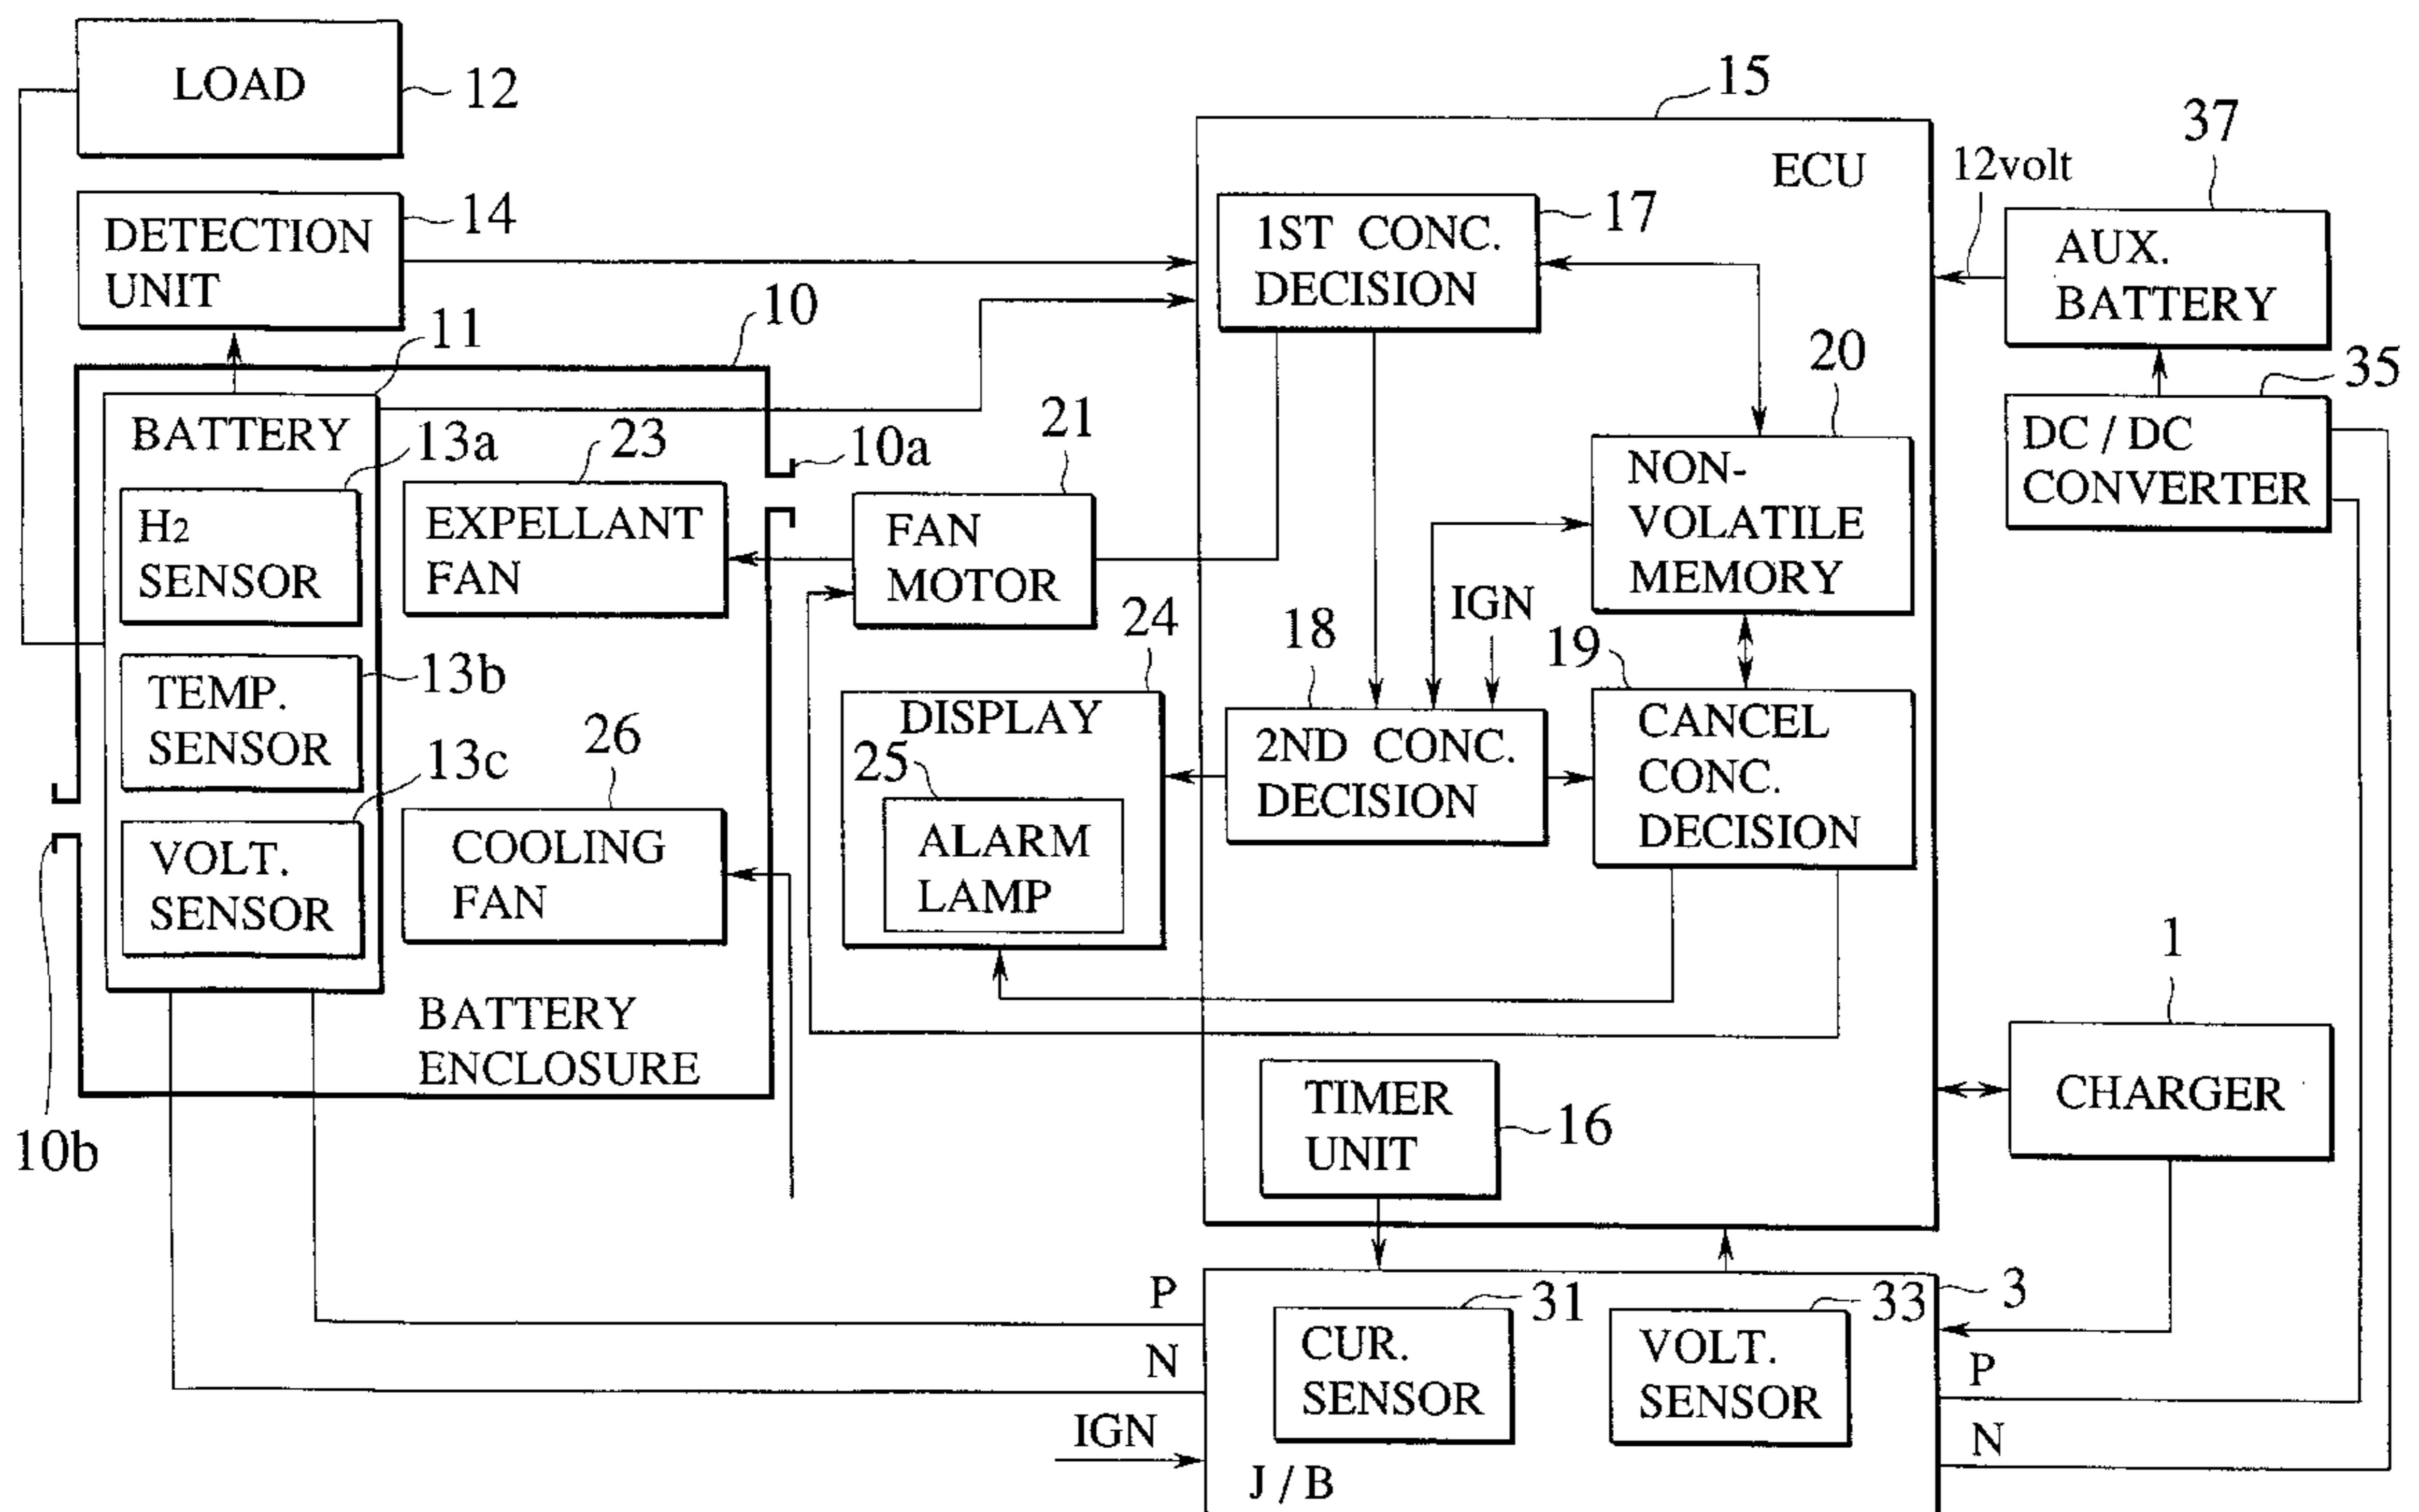 LOAD
12
DETECTION
UNIT
14
10
11
BATTERY
13a
H2
SENSOR
TEMP.
SENSOR
13b
VOLT.
SENSOR
13c
23
EXPELLANT
FAN
10a
26
COOLING
FAN
BATTERY
ENCLOSURE
10b
21
FAN
MOTOR
24
DISPLAY
25
ALARM
LAMP
15
ECU
1ST CONC.
DECISION
17
20
NON-
VOLATILE
MEMORY
IGN
18
2ND CONC.
DECISION
19
CANCEL
CONC.
DECISION
TIMER
UNIT
16
12volt
37
AUX.
BATTERY
35
DC / DC
CONVERTER
1
CHARGER
P
N
IGN
J / B
CUR.
SENSOR
31
VOLT.
SENSOR
33
3
P
N